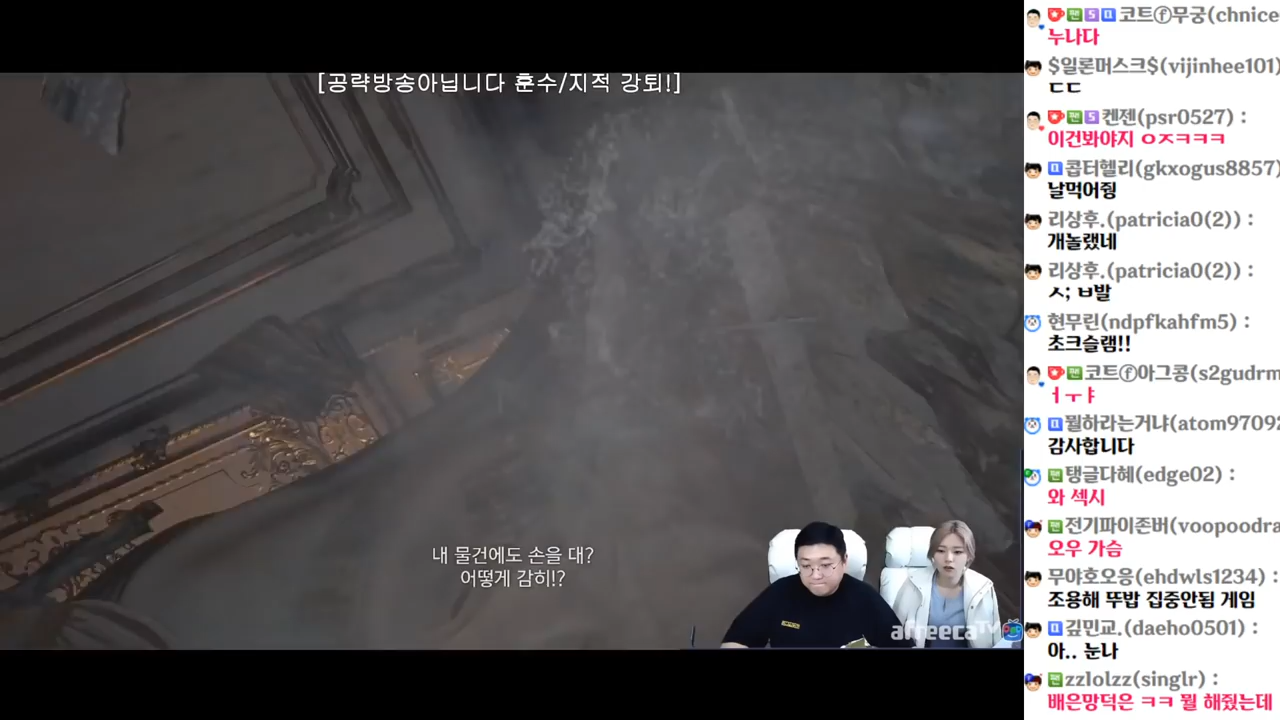 [공략방송아닙니다 훈수/지적 강퇴!]
내 물건에도 손을 대?
어떻게 감히!?
afreecaTV
코트ⓕ무궁(chnice
누나다
$일론머스크$(vijinhee101)
ㄷㄷ
켄젠(psr0527) :
이건봐야지 ㅇㅈㅋㅋㅋ
콥터헬리(gkxogus8857)
날먹어줭
리상후.(patricia0(2)) :
개놀랬네
리상후.(patricia0(2)) :
ㅅ; ㅂ발
현무린(ndpfkahfm5) :
초크슬램!!
코트ⓕ아그콩(s2gudrm
ㅓㅜㅑ
뭘하라는거냐(atom97092
감사합니다
탱글다혜(edge02) :
와 섹시
전기파이존버(voopoodra
오우 가슴
무야호오응(ehdwls1234) :
조용해 뚜밥 집중안됨 게임
깊민교.(daeho0501) :
아.. 눈나
zzlolzz(singlr) :
배은망덕은 ㅋㅋ 뭘 해줬는데